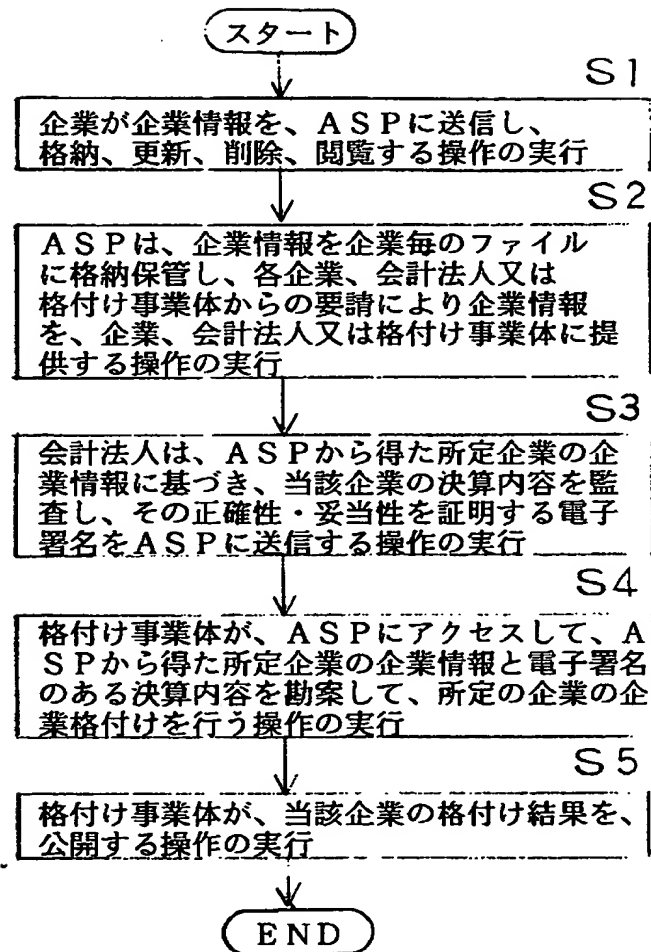 スタート
S1
企業が企業情報を、ASPに送信し、
格納、更新、削除、閲覧する操作の実行
S2
ASPは、企業情報を企業毎のファイル
に格納保管し、各企業、会計法人又は
格付け事業体からの要請により企業情報
を、企業、会計法人又は格付け事業体に提
供する操作の実行
S3
会計法人は、ASPから得た所定企業の企
業情報に基づき、当該企業の決算内容を監
査し、その正確性・妥当性を証明する電子
署名をASPに送信する操作の実行
S4
格付け事業体が、ASPにアクセスして、A
SPから得た所定企業の企業情報と電子署名
のある決算内容を勘案して、所定の企業の企
業格付けを行う操作の実行
S5
格付け事業体が、当該企業の格付け結果を、
公開する操作の実行
END